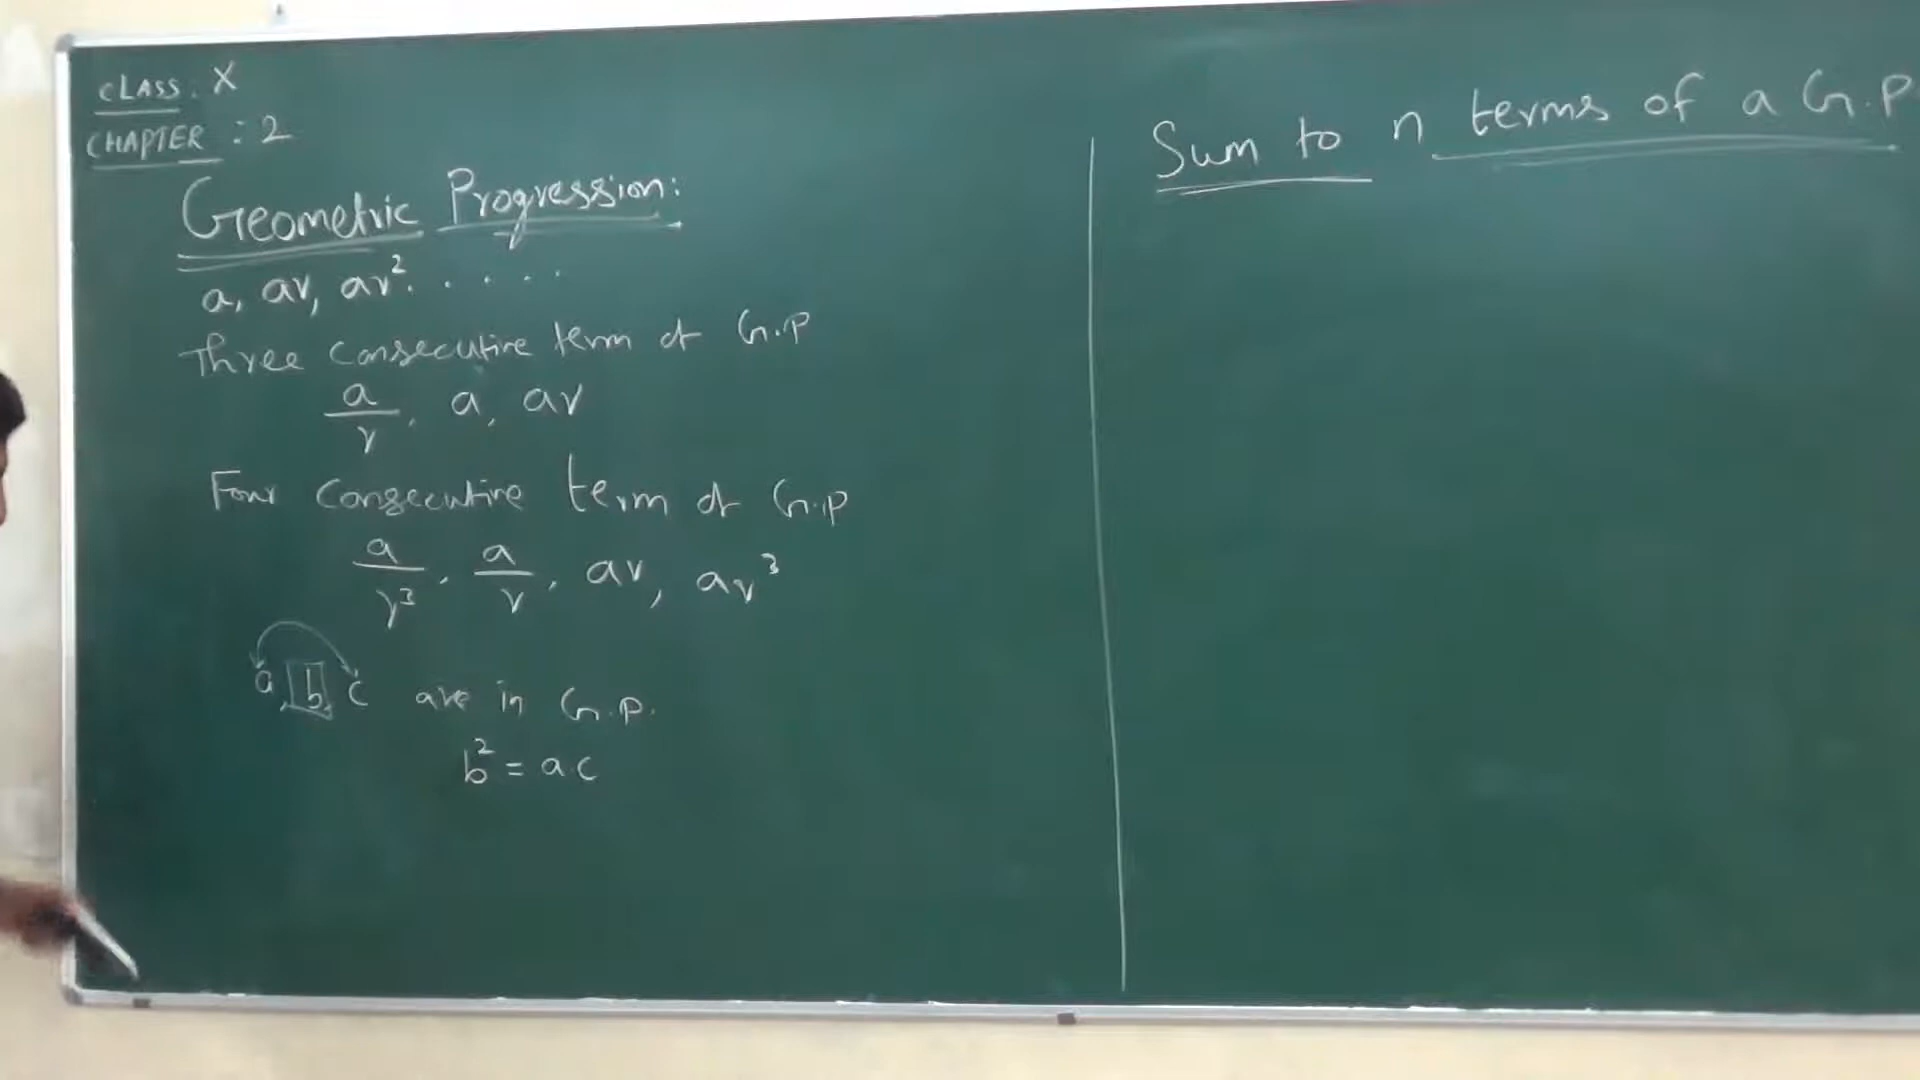 CLASS : X
CHAPTER : 2
Geometric Progression:
a, ar, ar². . . . .
Three Consecutive term of G.P
a/r, a, ar
Four Consecutive term of G.P
a/r³, a/r, ar, ar³
a, b, c are in G.P.
b² = a.c
Sum to n terms of a G.P